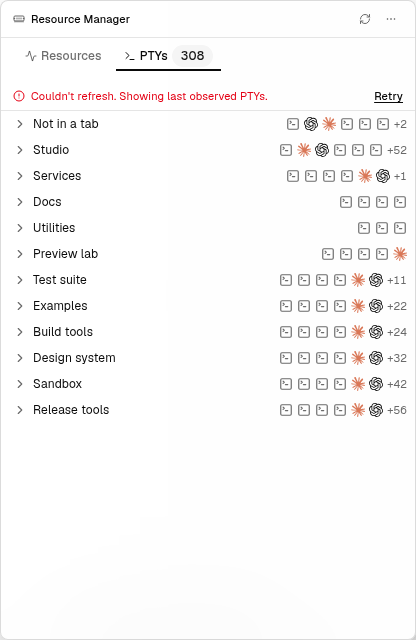 Resource Manager
Resources PTYs 308
Couldn't refresh. Showing last observed PTYs. Retry
Not in a tab +2
Studio +52
Services +1
Docs
Utilities
Preview lab
Test suite +11
Examples +22
Build tools +24
Design system +32
Sandbox +42
Release tools +56